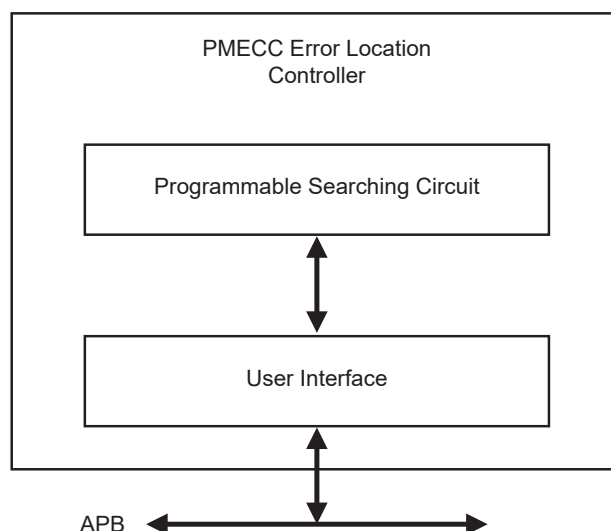 PMECC Error Location
Controller
Programmable Searching Circuit
User Interface
APB